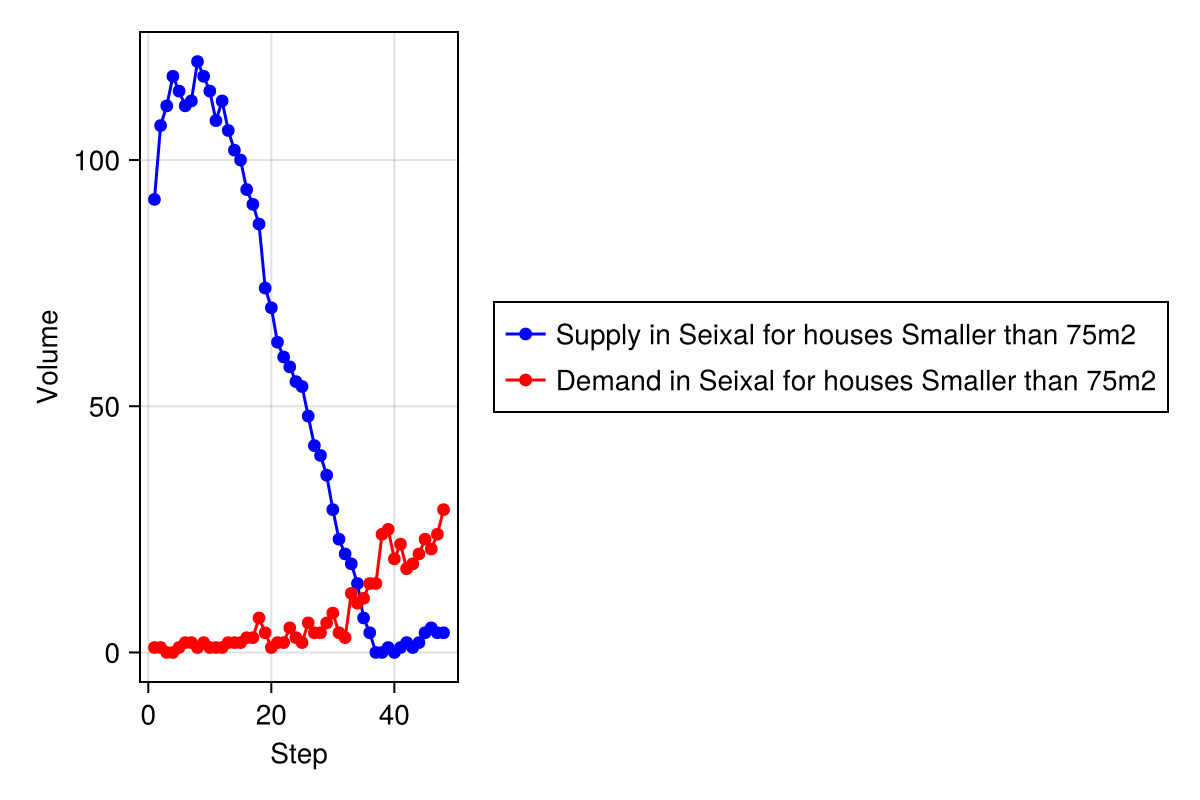 Volume
100
50
0
0 20 40
Step
Supply in Seixal for houses Smaller than 75m2
Demand in Seixal for houses Smaller than 75m2